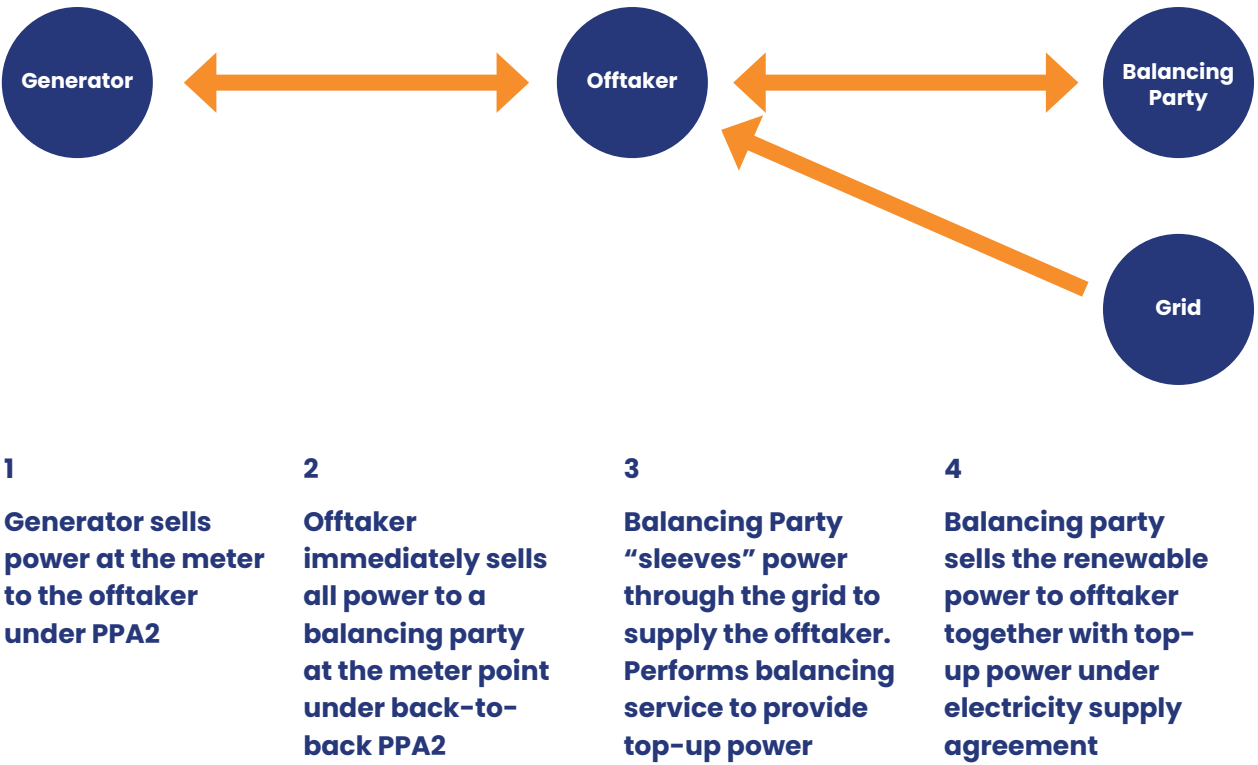 Generator
Offtaker
Balancing
Party
Grid
1
Generator sells
power at the meter
to the offtaker
under PPA2
2
Offtaker
immediately sells
all power to a
balancing party
at the meter point
under back-to-
back PPA2
3
Balancing Party
“sleeves” power
through the grid to
supply the offtaker.
Performs balancing
service to provide
top-up power
4
Balancing party
sells the renewable
power to offtaker
together with top-
up power under
electricity supply
agreement